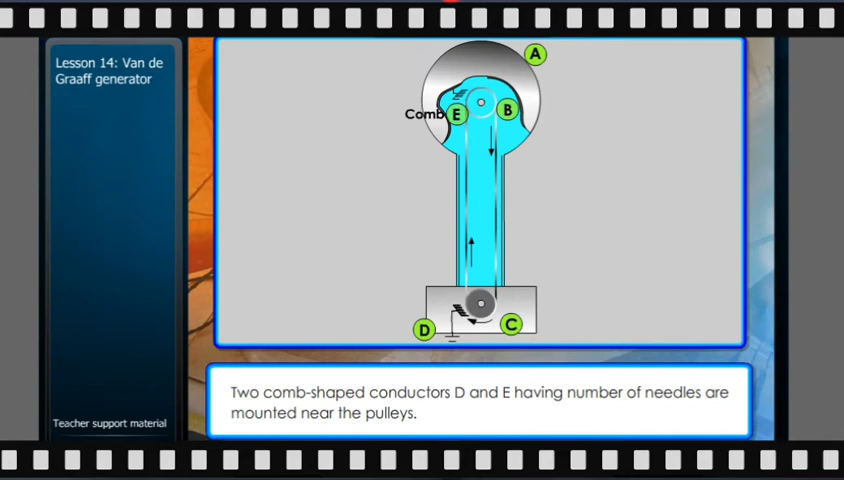 Lesson 14: Van de
Graaff generator
A
Comb
E
B
D
C
Two comb-shaped conductors D and E having number of needles are
mounted near the pulleys.
Teacher support material